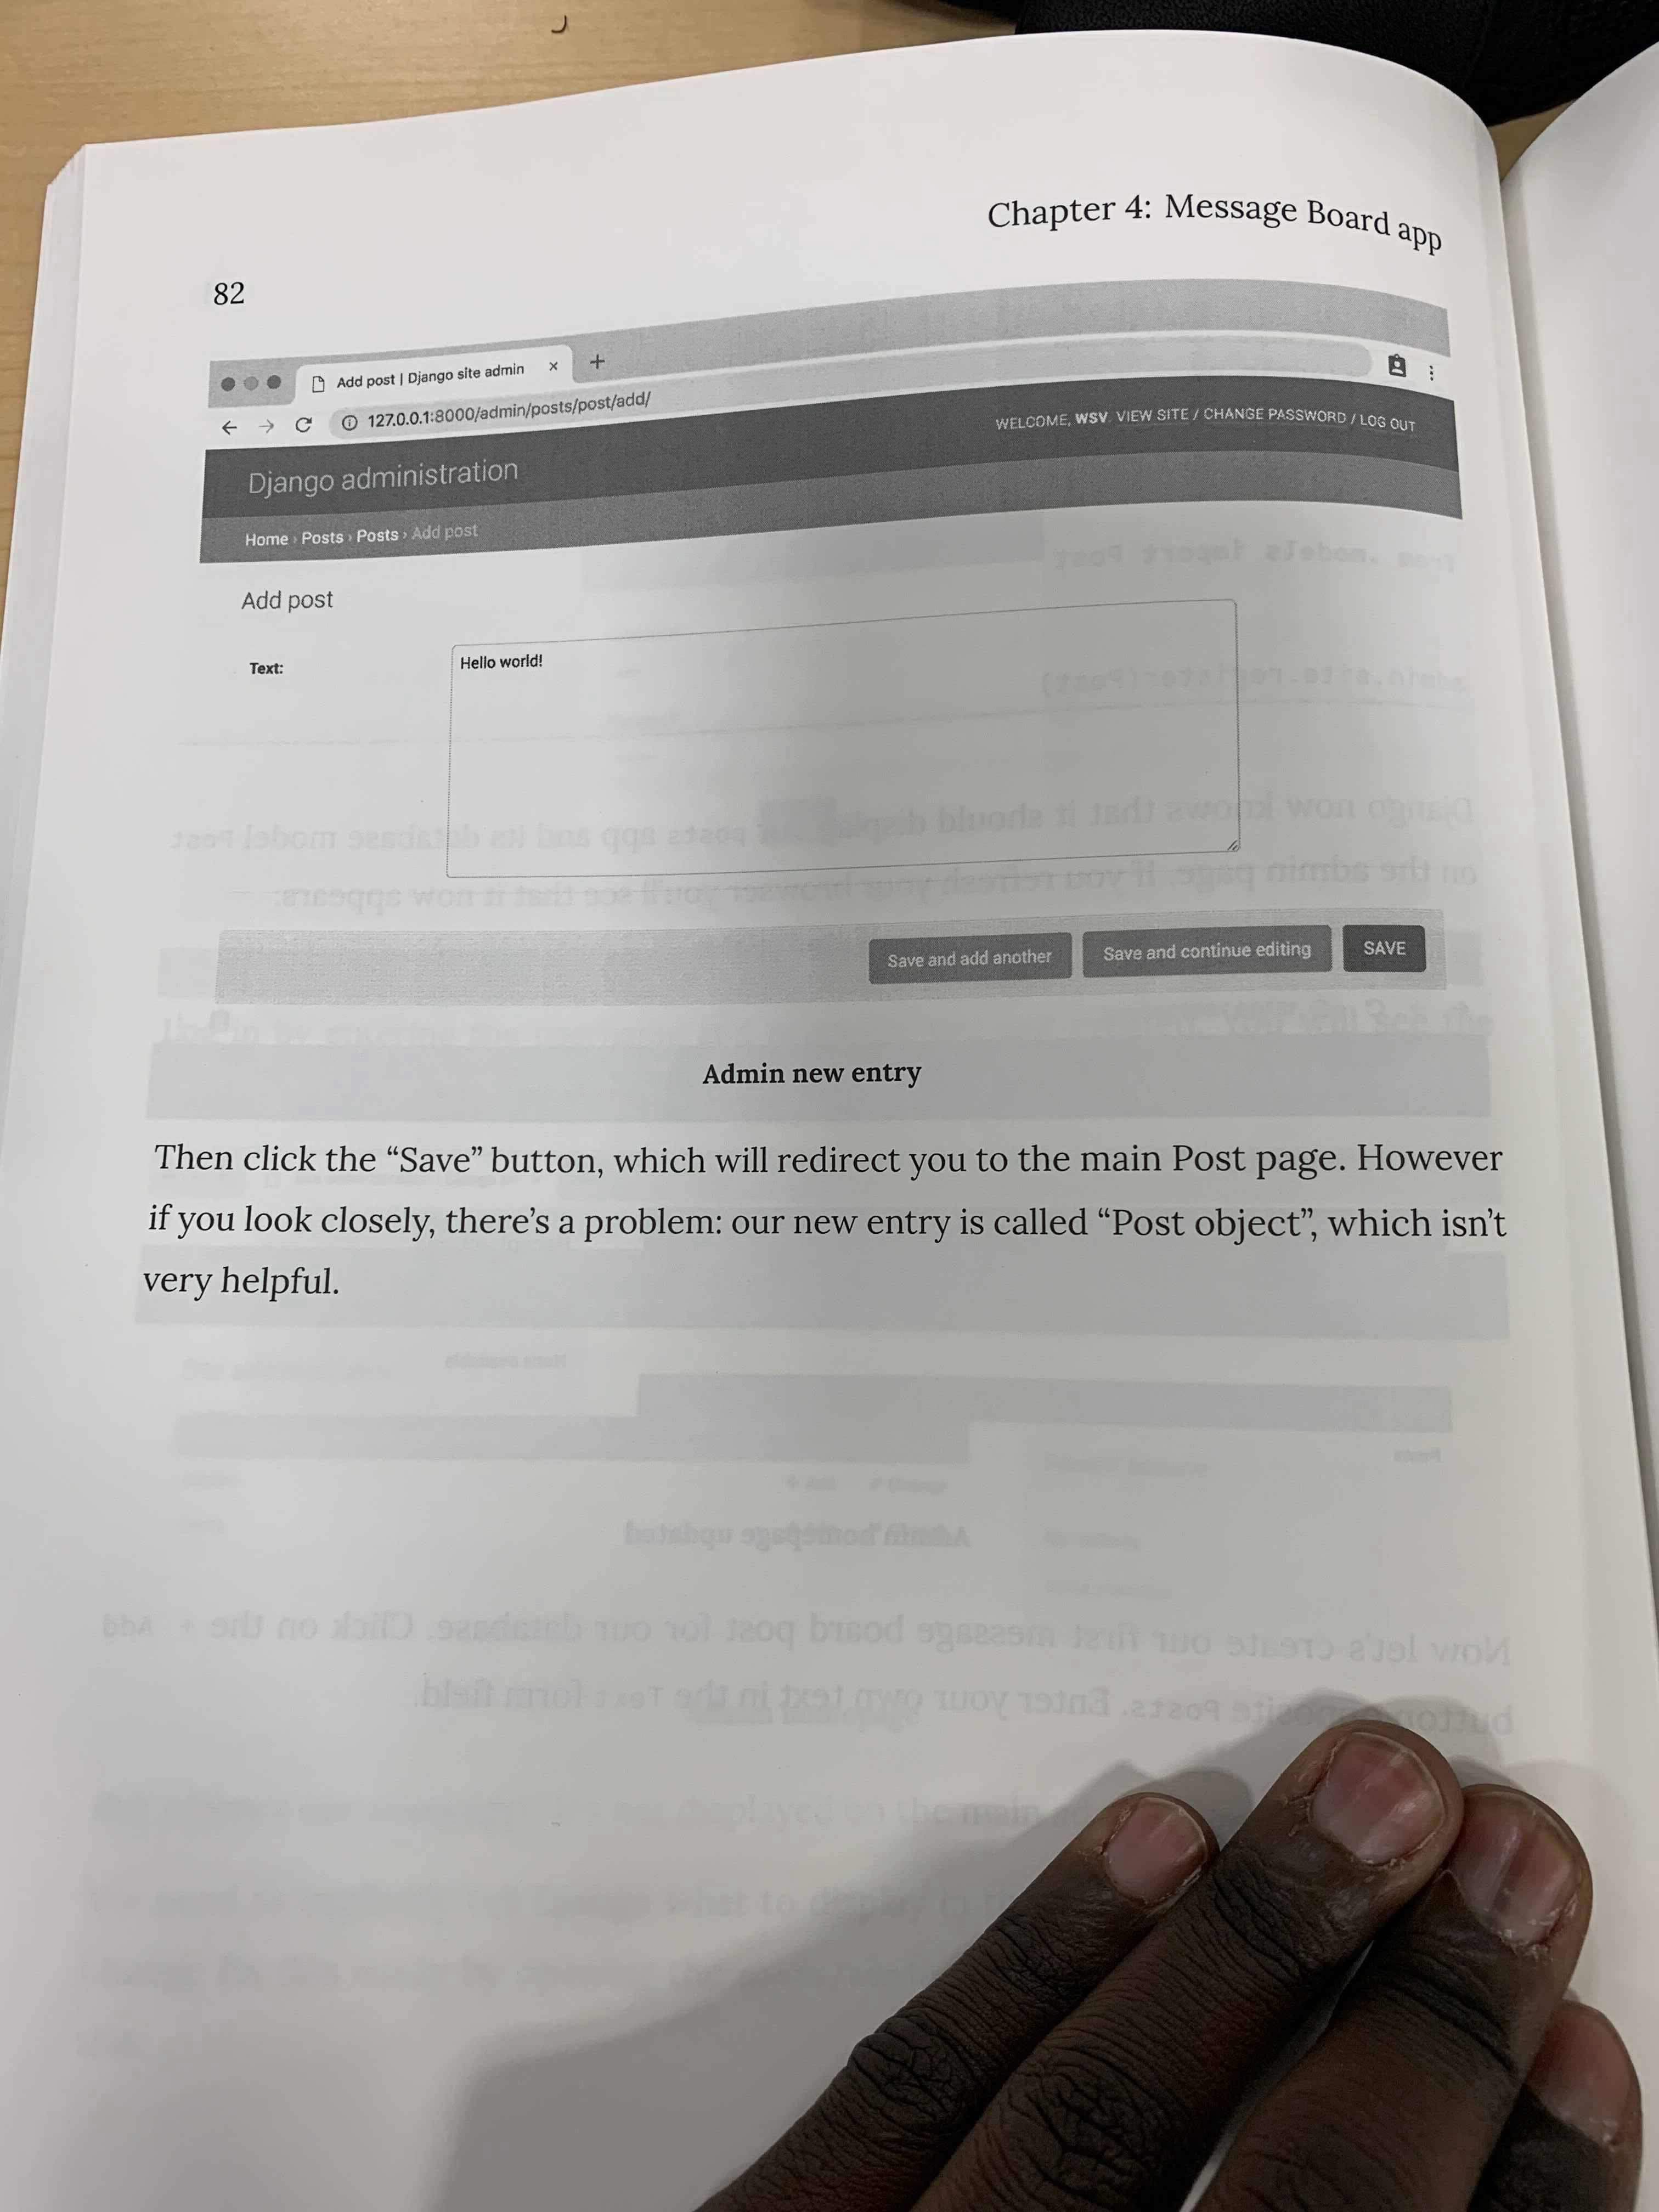 Chapter 4: Message Board app
82
Add post | Django site admin × +
127.0.0.1:8000/admin/posts/post/add/
WELCOME, WSV. VIEW SITE / CHANGE PASSWORD / LOG OUT
Django administration
Home › Posts › Posts › Add post
Add post
Text:
Hello world!
Save and add another
Save and continue editing
SAVE
Admin new entry
Then click the “Save” button, which will redirect you to the main Post page. However
if you look closely, there’s a problem: our new entry is called “Post object”, which isn’t
very helpful.